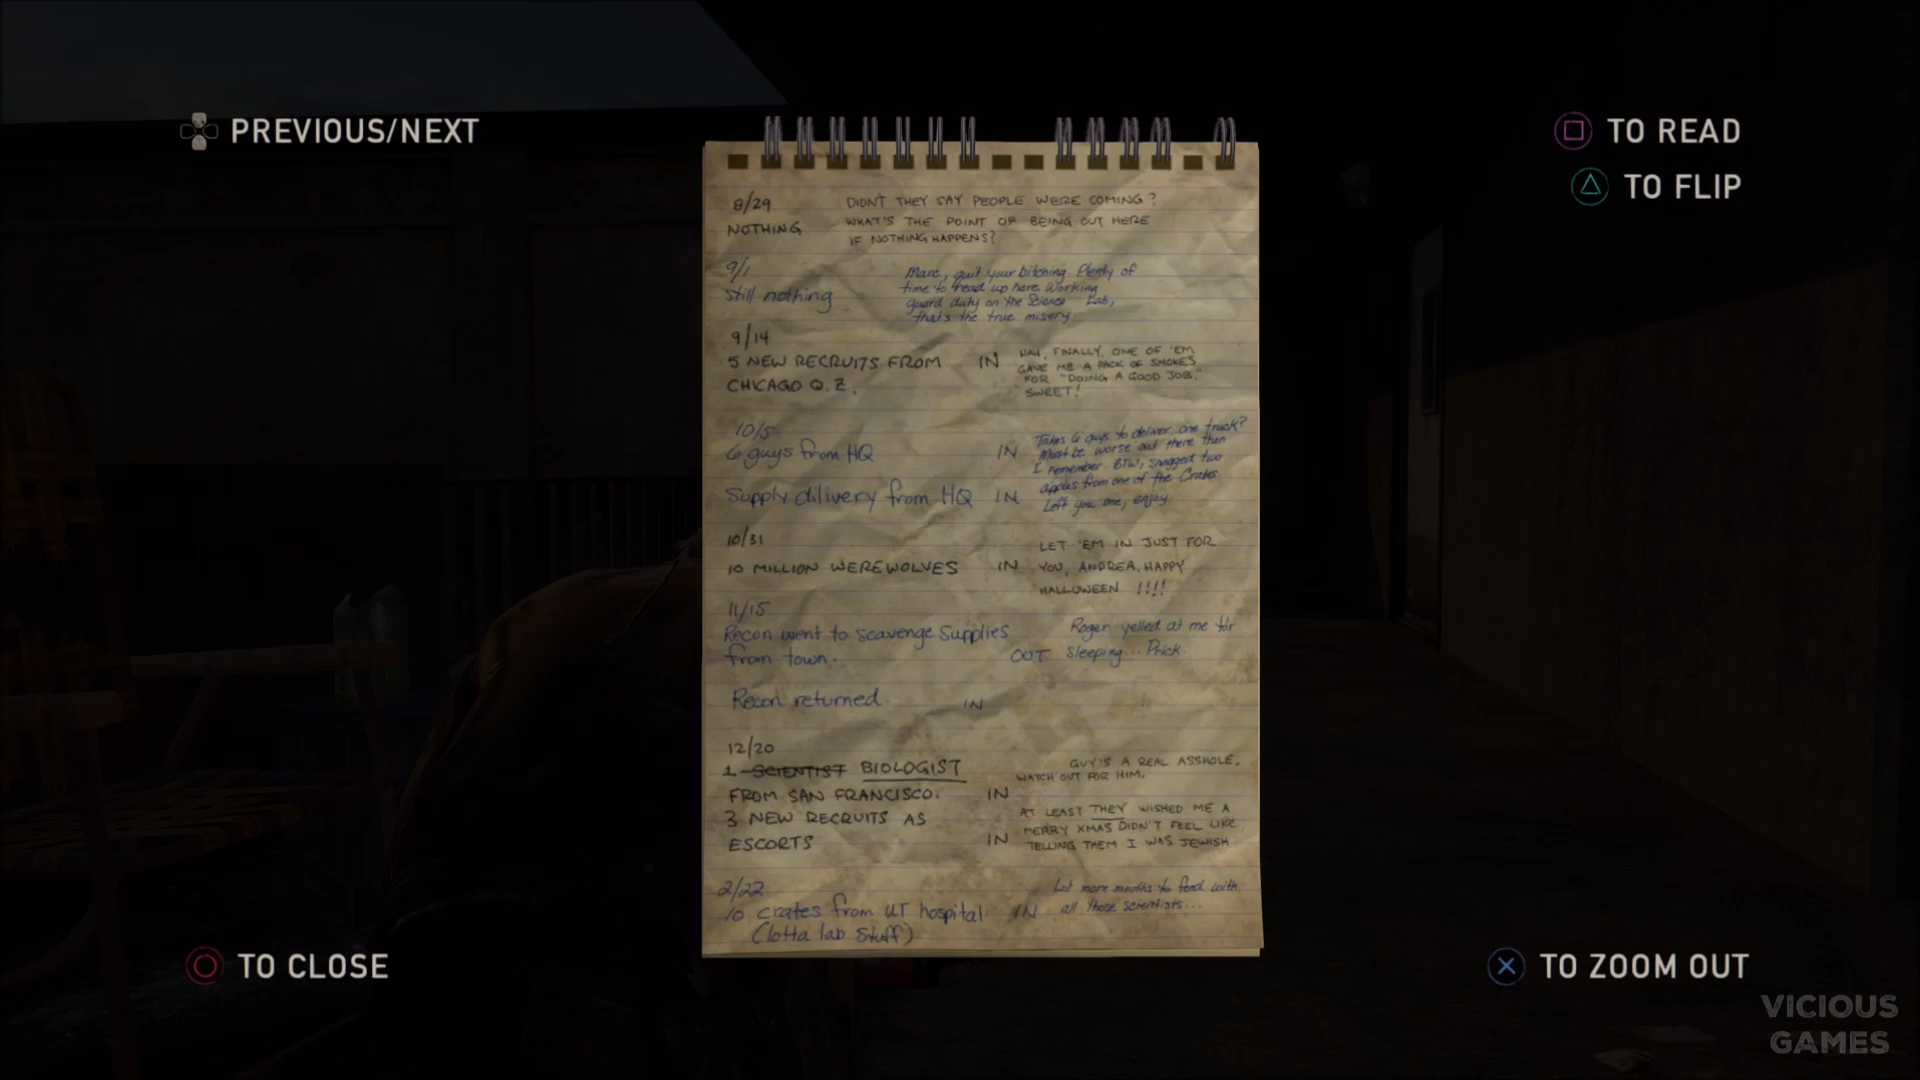 PREVIOUS/NEXT
TO READ
TO FLIP
8/29
NOTHING
DIDN'T THEY SAY PEOPLE WERE COMING?
WHAT'S THE POINT OF BEING OUT HERE
IF NOTHING HAPPENS?
9/1
Still nothing
Marc, quit your bitching Plenty of
time to read up here Working
guard duty on the Science Lab,
that's the true misery
9/14
5 NEW RECRUITS FROM
CHICAGO Q.Z.
IN
HAH, FINALLY. ONE OF 'EM
GAVE ME A PACK OF SMOKES
FOR "DOING A GOOD JOB."
SWEET!
10/5
6 guys from HQ
IN
Supply dilivery from HQ
IN
Takes 6 guys to deliver one truck?
Must be worse out there than
I remember. BTW, snagged two
apples from one of the Crates
Left you one, enjoy.
10/31
10 MILLION WEREWOLVES
IN
LET 'EM IN JUST FOR
YOU, ANDREA. HAPPY
HALLOWEEN !!!!
11/15
Recon went to scavenge Supplies
from town.
OUT
Roger yelled at me for
Sleeping... Prick.
Recon returned.
IN
12/20
1 SCIENTIST BIOLOGIST
FROM SAN FRANCISCO.
IN
GUY'S A REAL ASSHOLE.
WATCH OUT FOR HIM.
3 NEW RECRUITS AS
ESCORTS
IN
AT LEAST THEY WISHED ME A
MERRY XMAS DIDN'T FEEL LIKE
TELLING THEM I WAS JEWISH
2/22
10 crates from UT hospital
(lotta lab stuff)
IN
Lot more mouths to feed with
all those scientists...
TO CLOSE
TO ZOOM OUT
VICIOUS
GAMES